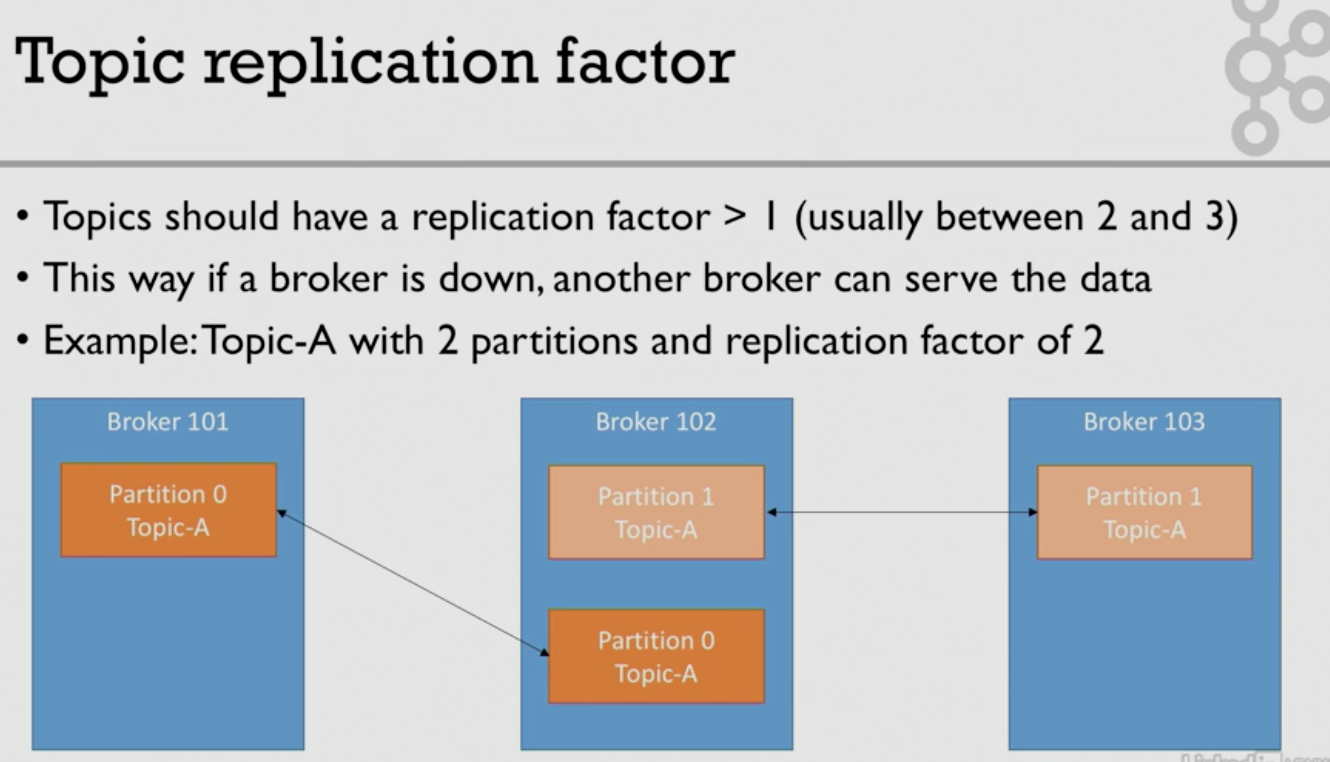 Topic replication factor
• Topics should have a replication factor > 1 (usually between 2 and 3)
• This way if a broker is down, another broker can serve the data
• Example: Topic-A with 2 partitions and replication factor of 2
Broker 101
Partition 0
Topic-A
Broker 102
Partition 1
Topic-A
Partition 0
Topic-A
Broker 103
Partition 1
Topic-A